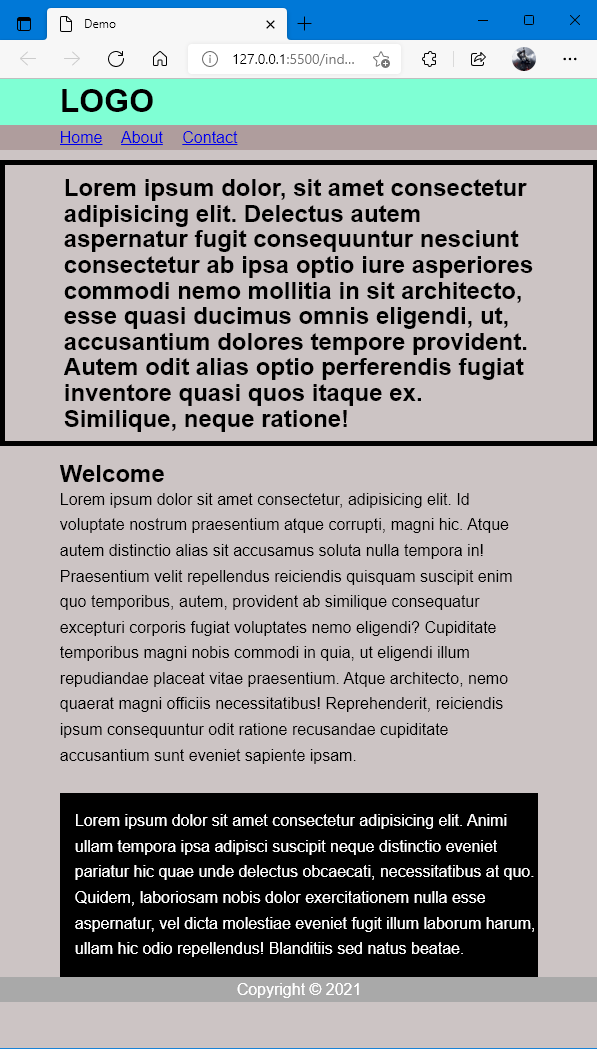 Demo
127.0.0.1:5500/ind...
LOGO
Home About Contact
Lorem ipsum dolor, sit amet consectetur
adipisicing elit. Delectus autem
aspernatur fugit consequuntur nesciunt
consectetur ab ipsa optio iure asperiores
commodi nemo mollitia in sit architecto,
esse quasi ducimus omnis eligendi, ut,
accusantium dolores tempore provident.
Autem odit alias optio perferendis fugiat
inventore quasi quos itaque ex.
Similique, neque ratione!
Welcome
Lorem ipsum dolor sit amet consectetur, adipisicing elit. Id
voluptate nostrum praesentium atque corrupti, magni hic. Atque
autem distinctio alias sit accusamus soluta nulla tempora in!
Praesentium velit repellendus reiciendis quisquam suscipit enim
quo temporibus, autem, provident ab similique consequatur
excepturi corporis fugiat voluptates nemo eligendi? Cupiditate
temporibus magni nobis commodi in quia, ut eligendi illum
repudiandae placeat vitae praesentium. Atque architecto, nemo
quaerat magni officiis necessitatibus! Reprehenderit, reiciendis
ipsum consequuntur odit ratione recusandae cupiditate
accusantium sunt eveniet sapiente ipsam.
Lorem ipsum dolor sit amet consectetur adipisicing elit. Animi
ullam tempora ipsa adipisci suscipit neque distinctio eveniet
pariatur hic quae unde delectus obcaecati, necessitatibus at quo.
Quidem, laboriosam nobis dolor exercitationem nulla esse
aspernatur, vel dicta molestiae eveniet fugit illum laborum harum,
ullam hic odio repellendus! Blanditiis sed natus beatae.
Copyright © 2021